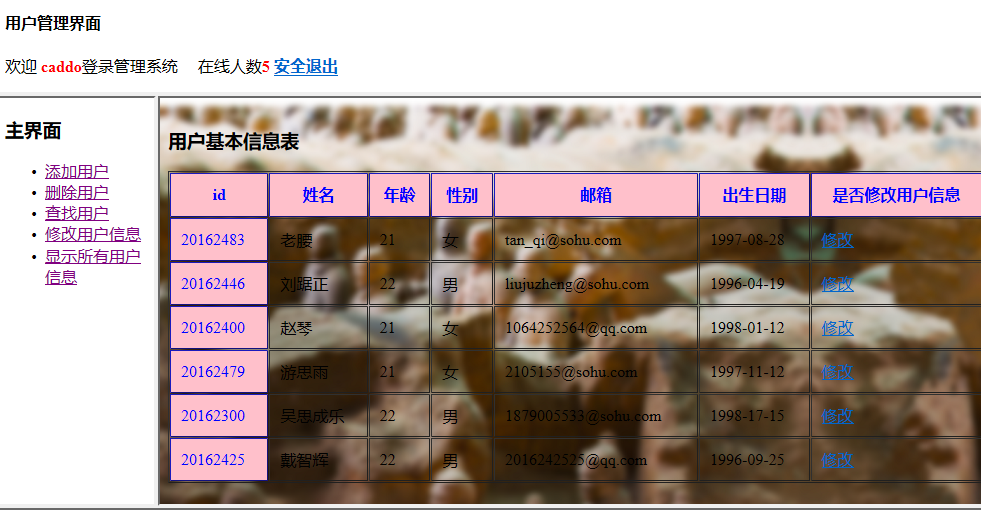 用户管理界面
欢迎 caddo登录管理系统 在线人数5 安全退出
主界面
添加用户
删除用户
查找用户
修改用户信息
显示所有用户
信息
用户基本信息表
id 姓名 年龄 性别 邮箱 出生日期 是否修改用户信息
20162483 老腰 21 女 tan_qi@sohu.com 1997-08-28 修改
20162446 刘踞正 22 男 liujuzheng@sohu.com 1996-04-19 修改
20162400 赵琴 21 女 1064252564@qq.com 1998-01-12 修改
20162479 游思雨 21 女 2105155@sohu.com 1997-11-12 修改
20162300 吴思成乐 22 男 1879005533@sohu.com 1998-17-15 修改
20162425 戴智辉 22 男 2016242525@qq.com 1996-09-25 修改